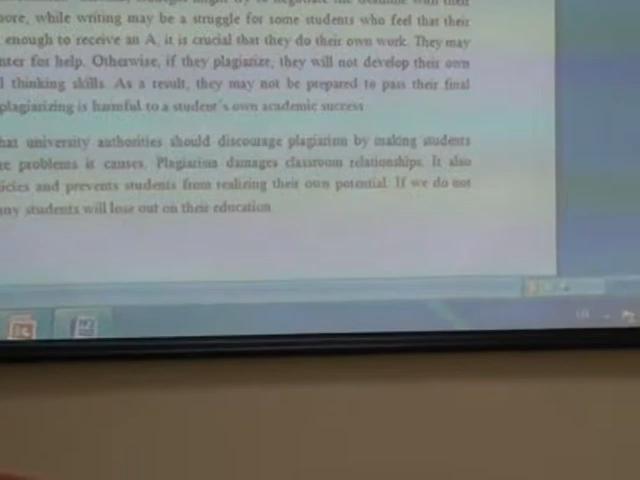 ore, while writing may be a struggle for some students who feel that their
enough to receive an A, it is crucial that they do their own work. They may
nter for help. Otherwise, if they plagiarize, they will not develop their own
l thinking skills. As a result, they may not be prepared to pass their final
plagiarizing is harmful to a student's own academic success.
hat university authorities should discourage plagiarism by making students
e problems it causes. Plagiarism damages classroom relationships. It also
icies and prevents students from realizing their own potential. If we do not
ny students will lose out on their education.